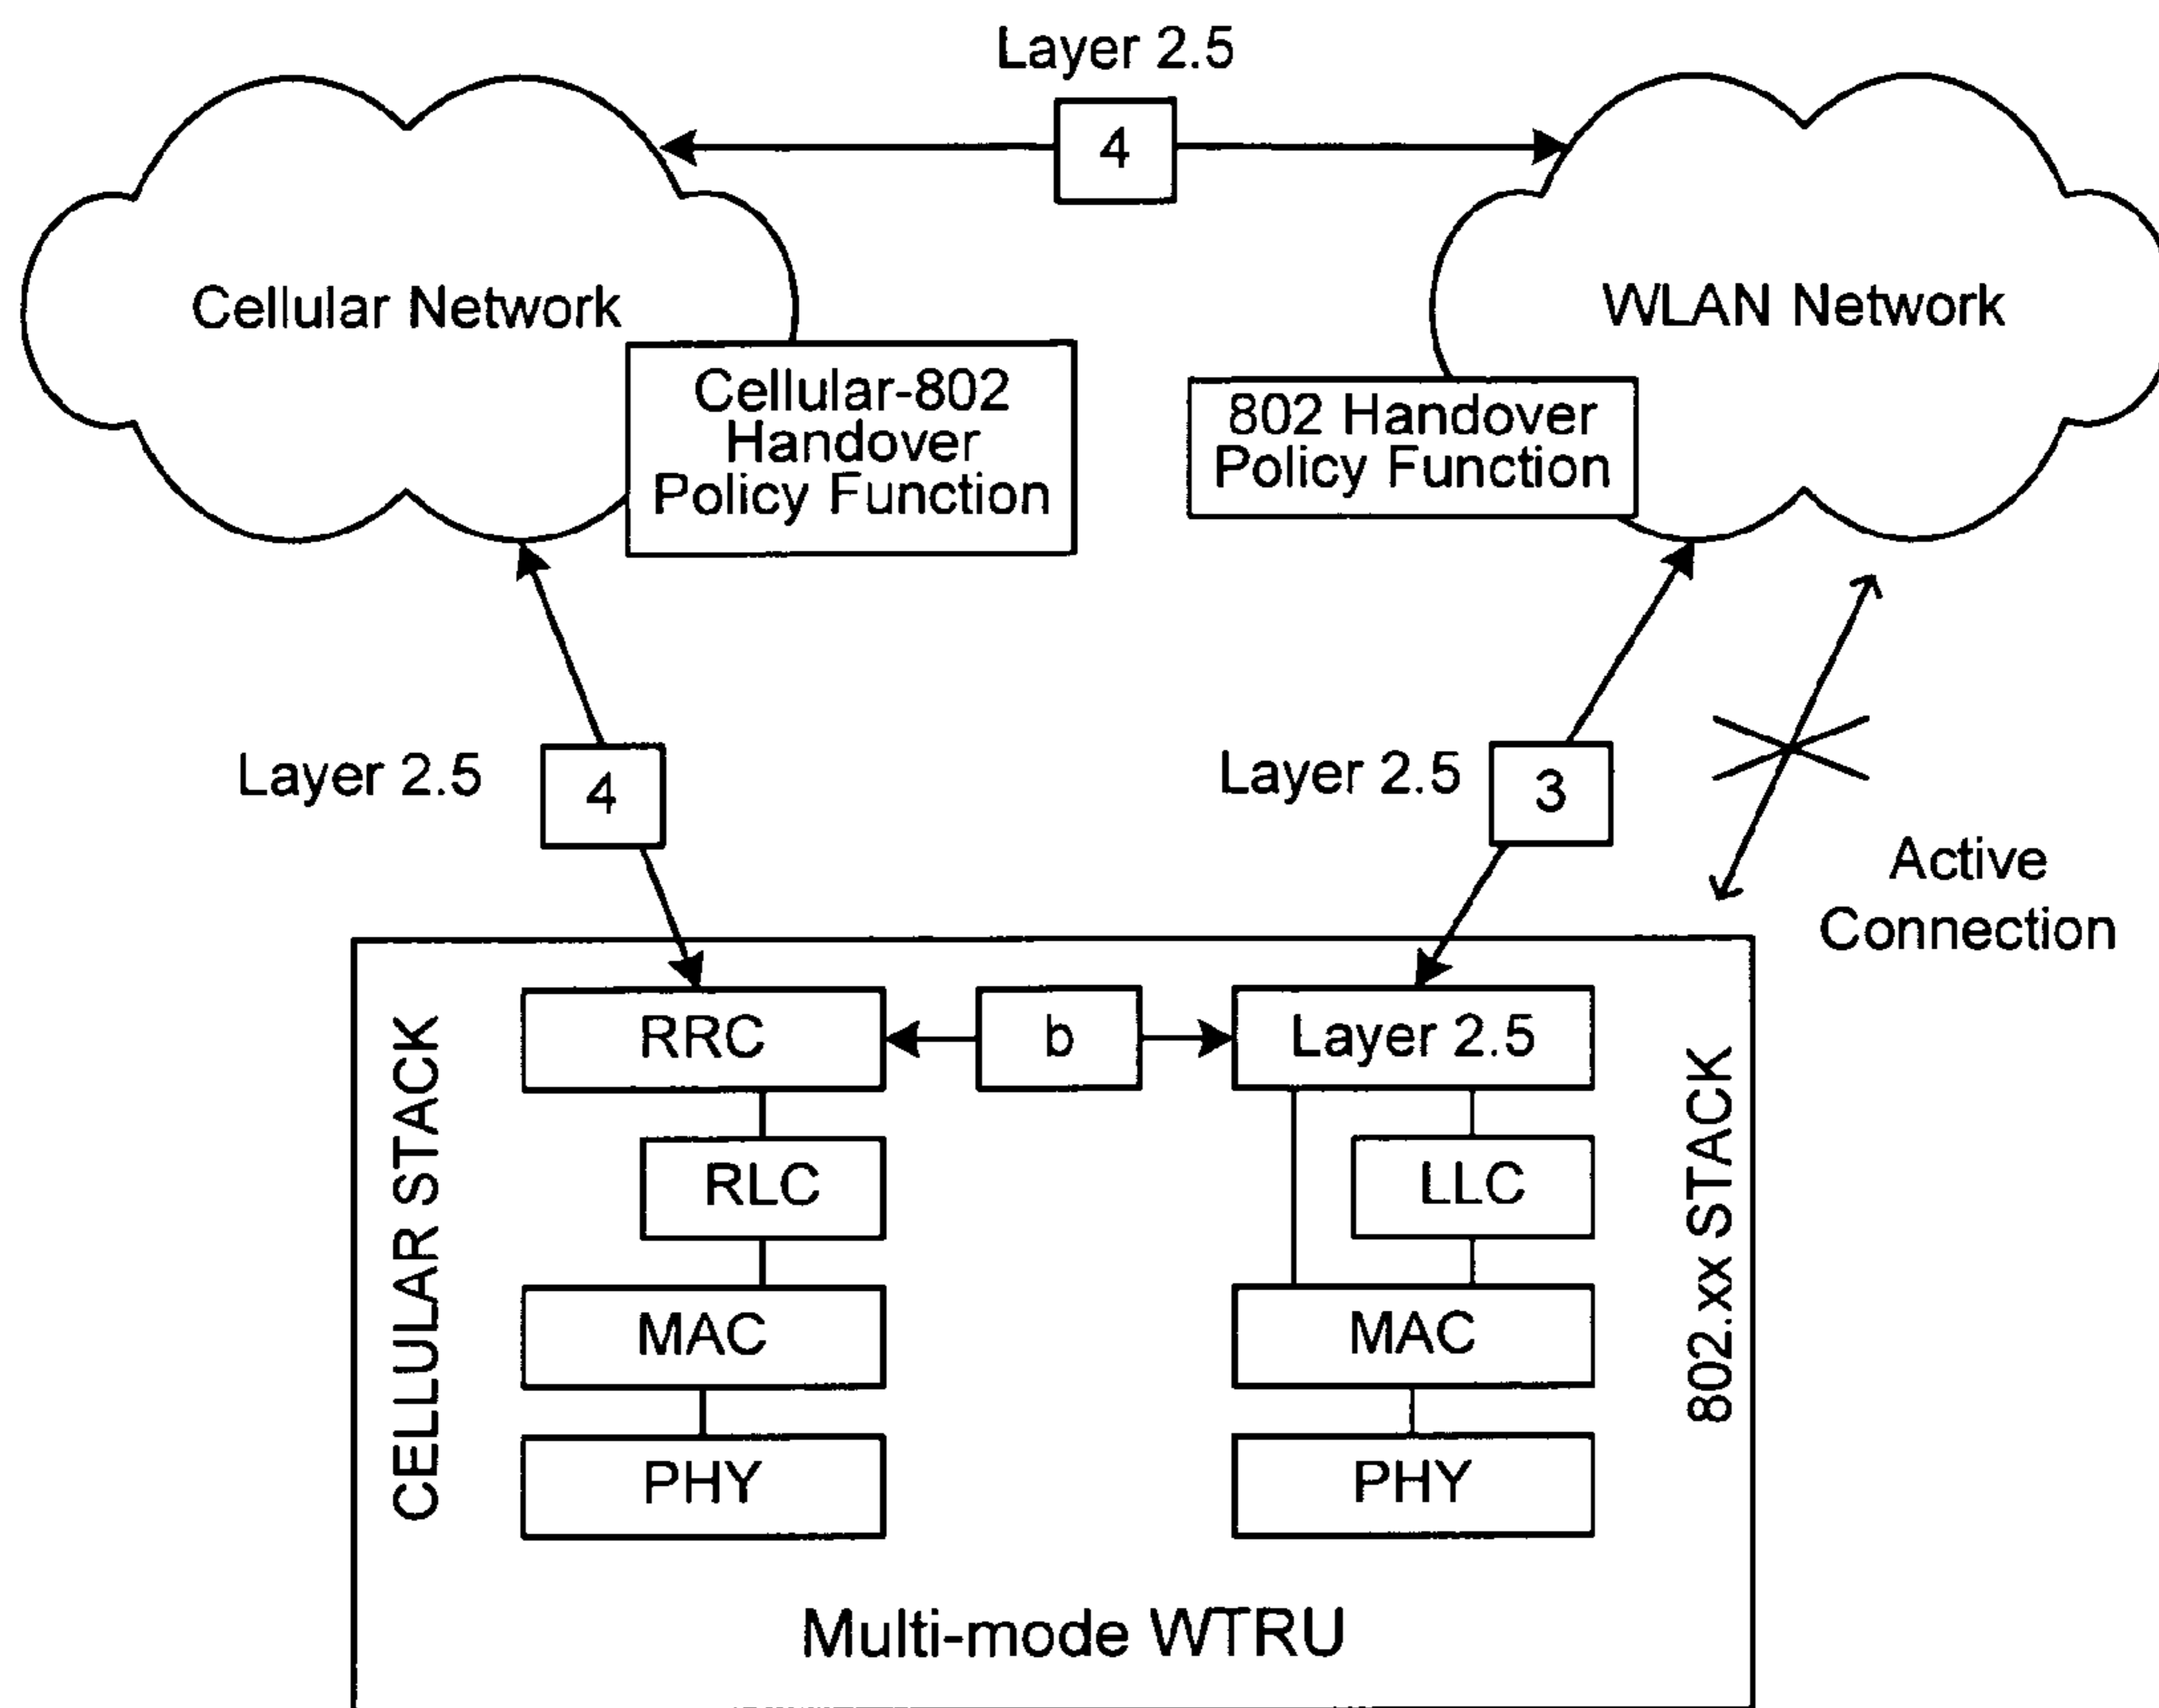 Layer 2.5
4
Cellular Network
WLAN Network
Cellular-802
Handover
Policy Function
802 Handover
Policy Function
Layer 2.5
4
Layer 2.5
3
Active
Connection
CELLULAR STACK
RRC
b
Layer 2.5
802.xx STACK
RLC
LLC
MAC
MAC
PHY
PHY
Multi-mode WTRU